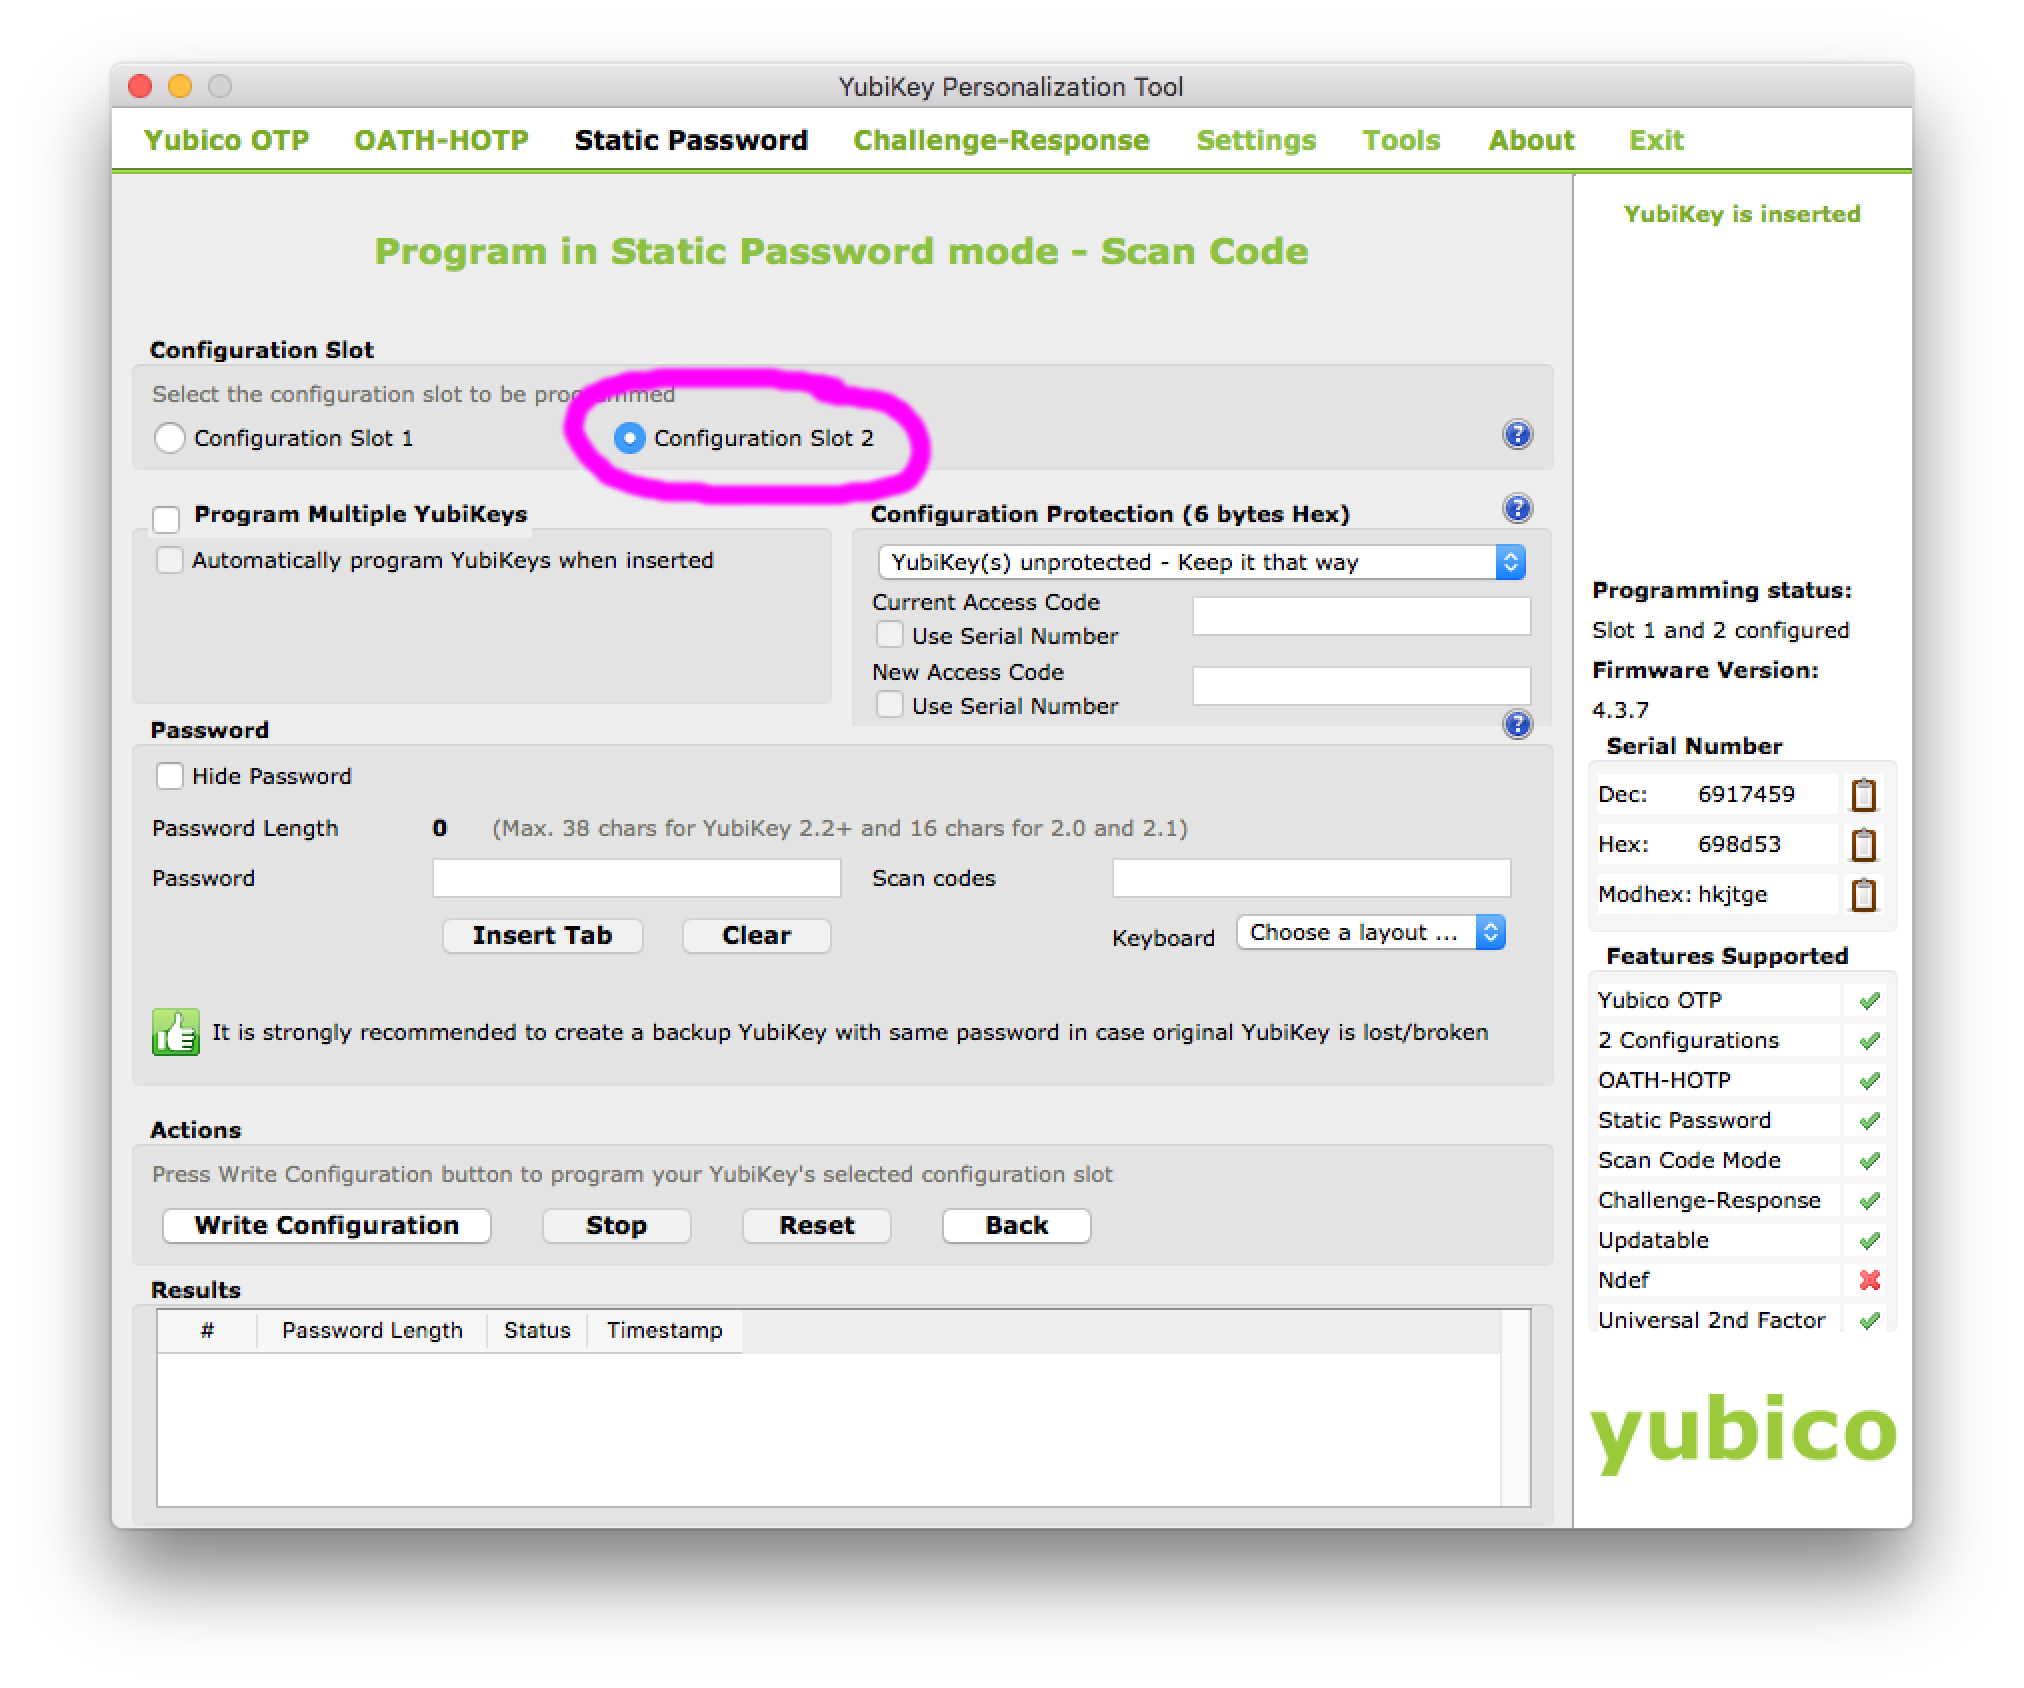 YubiKey Personalization Tool
Yubico OTP OATH-HOTP Static Password Challenge-Response Settings Tools About Exit
YubiKey is inserted
Program in Static Password mode - Scan Code
Configuration Slot
Select the configuration slot to be programmed
Configuration Slot 1 Configuration Slot 2
Program Multiple YubiKeys
Automatically program YubiKeys when inserted
Configuration Protection (6 bytes Hex)
YubiKey(s) unprotected - Keep it that way
Current Access Code
Use Serial Number
New Access Code
Use Serial Number
Password
Hide Password
Password Length 0 (Max. 38 chars for YubiKey 2.2+ and 16 chars for 2.0 and 2.1)
Password Scan codes
Insert Tab Clear Keyboard Choose a layout ...
It is strongly recommended to create a backup YubiKey with same password in case original YubiKey is lost/broken
Actions
Press Write Configuration button to program your YubiKey's selected configuration slot
Write Configuration Stop Reset Back
Results
# Password Length Status Timestamp
Programming status:
Slot 1 and 2 configured
Firmware Version:
4.3.7
Serial Number
Dec: 6917459
Hex: 698d53
Modhex: hkjtge
Features Supported
Yubico OTP
2 Configurations
OATH-HOTP
Static Password
Scan Code Mode
Challenge-Response
Updatable
Ndef
Universal 2nd Factor
yubico